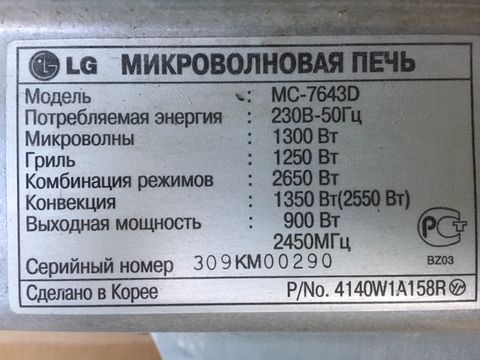 LG МИКРОВОЛНОВАЯ ПЕЧЬ
Модель : MC-7643D
Потребляемая энергия : 230В-50Гц
Микроволны : 1300 Вт
Гриль : 1250 Вт
Комбинация режимов : 2650 Вт
Конвекция : 1350 Вт(2550 Вт)
Выходная мощность : 900 Вт
2450МГц
BZ03
Серийный номер 309KM00290
Сделано в Корее P/No. 4140W1A158R